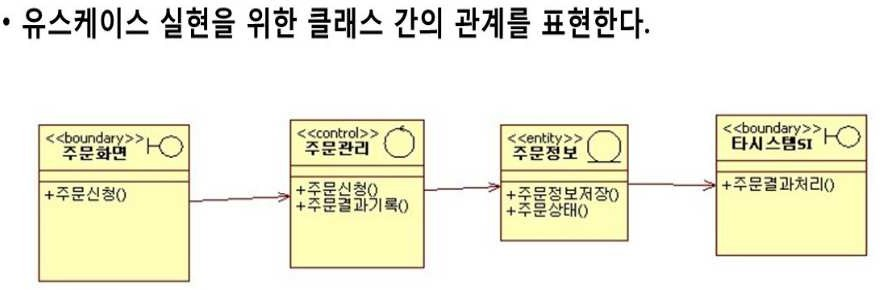 • 유스케이스 실현을 위한 클래스 간의 관계를 표현한다.
<<boundary>>
주문화면
+주문신청()
<<control>>
주문관리
+주문신청()
+주문결과기록()
<<entity>>
주문정보
+주문정보저장()
+주문상태()
<<boundary>>
타시스템SI
+주문결과처리()